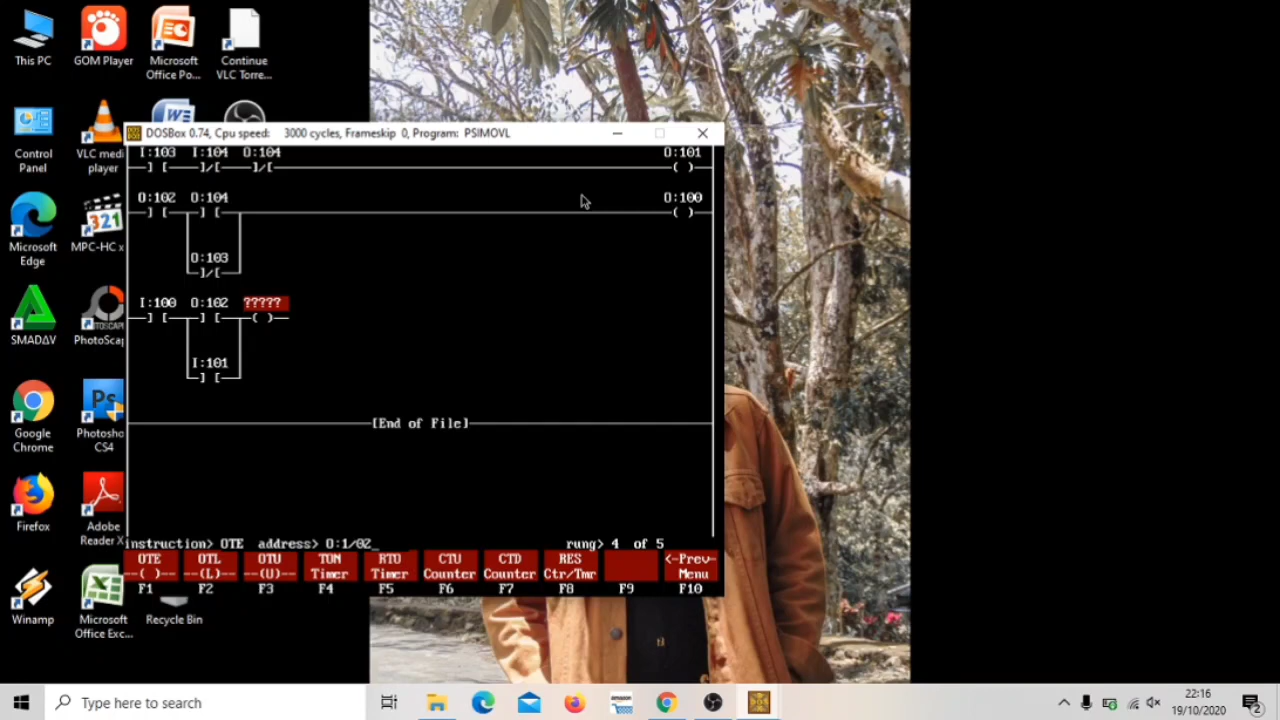 This PC
GOM Player
Microsoft
Office Po...
Continue
VLC Torre...
Control
Panel
VLC medi
player
Microsoft
Edge
MPC-HC x
SMADΔV
PhotoScap
Google
Chrome
Photosho
CS4
Firefox
Adobe
Reader X
Winamp
Microsoft
Office Exc...
Recycle Bin
DOSBox 0.74, Cpu speed: 3000 cycles, Frameskip 0, Program: PSIMOVL
I:103 I:104 O:104 O:101
] [ ]/[ ]/[ ( )
O:102 O:104 O:100
] [ ] [ ( )
O:103
]/[
I:100 O:102 ?????
] [ ] [ ( )
I:101
] [
[End of File]
instruction> OTE address> O:1/02_ rung> 4 of 5
OTE OTL OTU TON RTO CTU CTD RES <-Prev-
--( )-- --(L)-- --(U)-- Timer Timer Counter Counter Ctr/Tmr Menu
F1 F2 F3 F4 F5 F6 F7 F8 F9 F10
Type here to search
22:16
19/10/2020
2